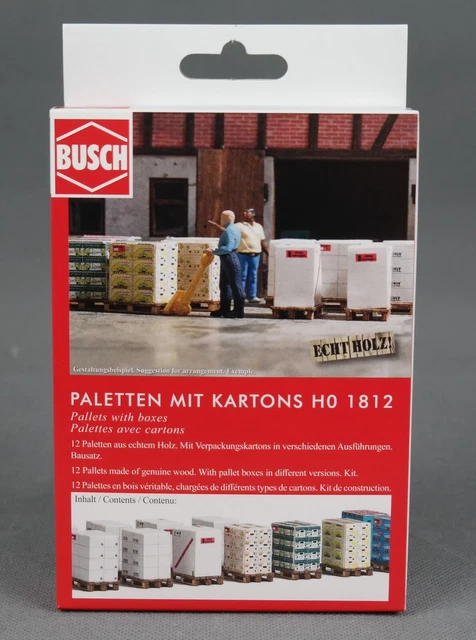 BUSCH
ECHT HOLZ!
Gestaltungsbeispiel. Suggestion for arrangement. Exemple
PALETTEN MIT KARTONS H0 1812
Pallets with boxes
Palettes avec cartons
12 Paletten aus echtem Holz. Mit Verpackungskartons in verschiedenen Ausführungen.
Bausatz.
12 Pallets made of genuine wood. With pallet boxes in different versions. Kit.
12 Palettes en bois véritable, chargées de différents types de cartons. Kit de construction.
Inhalt / Contents / Contenu: